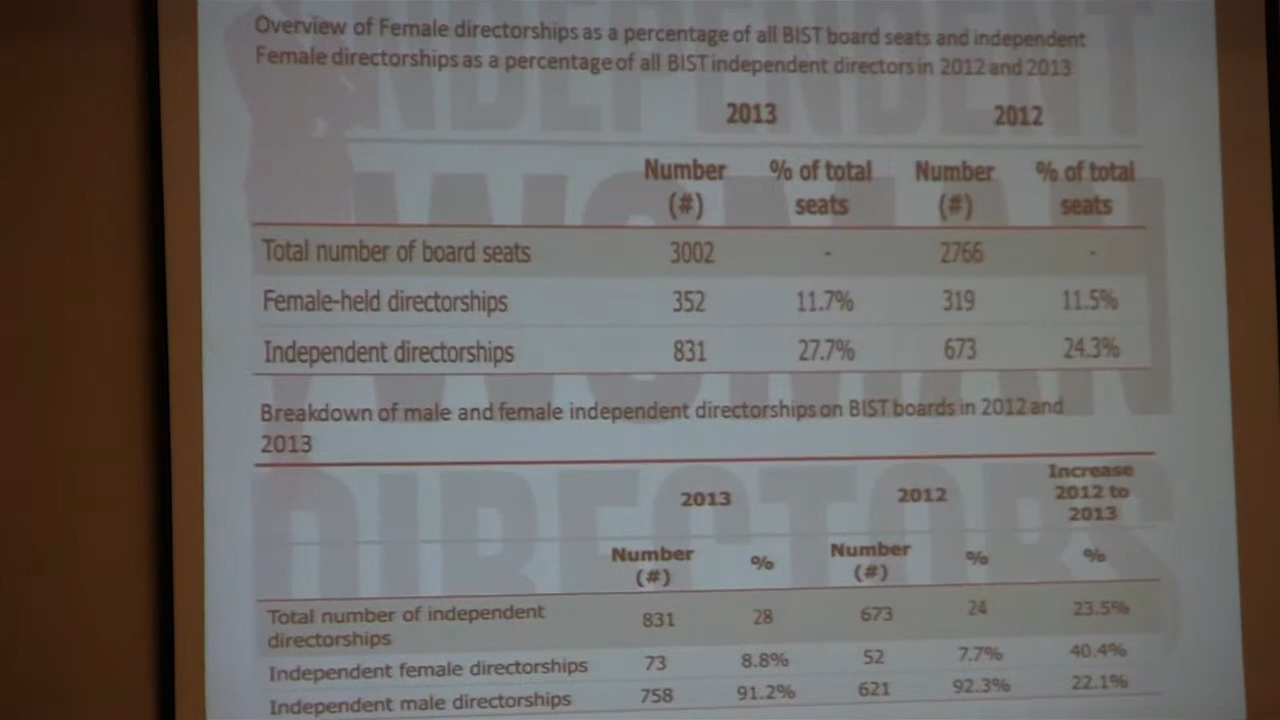 Overview of Female directorships as a percentage of all BIST board seats and independent
Female directorships as a percentage of all BIST independent directors in 2012 and 2013
2013 2012
Number % of total Number % of total
(#) seats (#) seats
Total number of board seats 3002 - 2766 -
Female-held directorships 352 11.7% 319 11.5%
Independent directorships 831 27.7% 673 24.3%
Breakdown of male and female independent directorships on BIST boards in 2012 and
2013
Increase
2013 2012 2012 to
2013
Number % Number % %
(#) (#)
Total number of independent 831 28 673 24 23.5%
directorships
Independent female directorships 73 8.8% 52 7.7% 40.4%
Independent male directorships 758 91.2% 621 92.3% 22.1%
INDEPENDENT
WOMAN
DIRECTORS